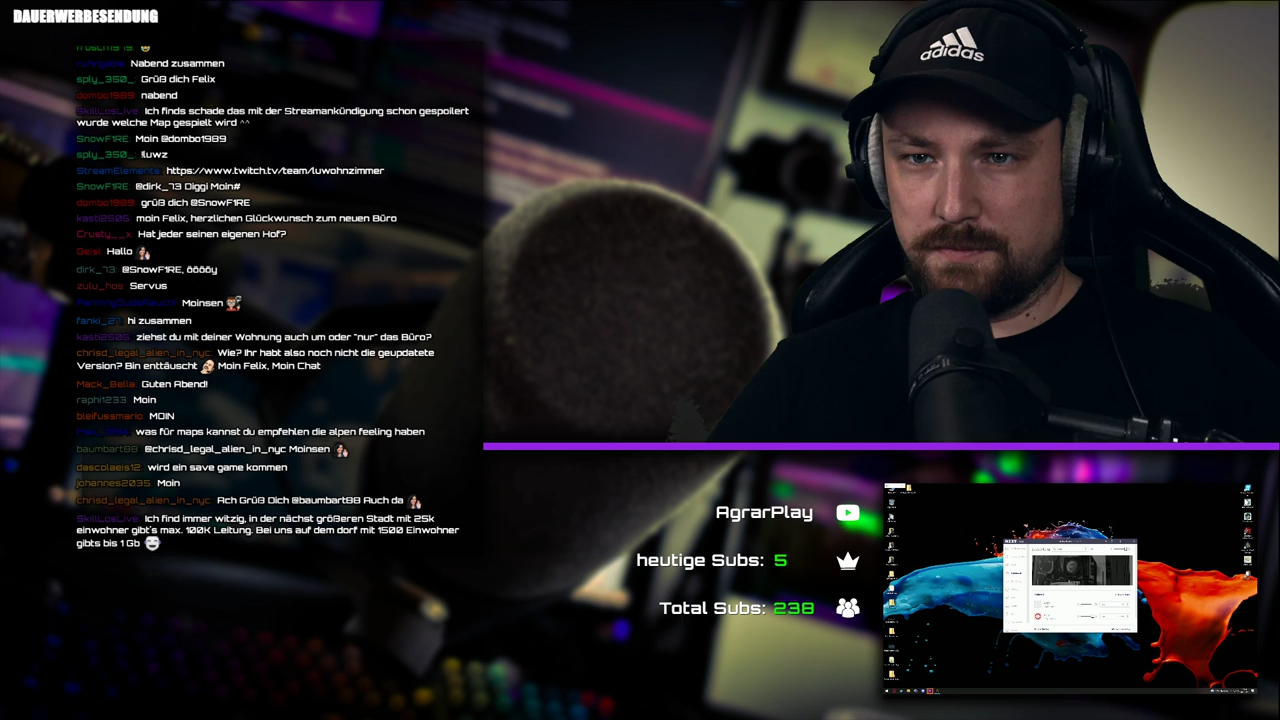 DAUERWERBESENDUNG
Nabend zusammen
sply_350_: Grüß dich Felix
dombo1989: nabend
SkillLosLive: Ich finds schade das mit der Streamankündigung schon gespoilert
wurde welche Map gespielt wird ^^
SnowF1RE: Moin @dombo1989
sply_350_: !luwz
StreamElements: https://www.twitch.tv/team/luwohnzimmer
SnowF1RE: @dirk_73 Diggi Moin#
dombo1989: grüß dich @SnowF1RE
kasti2505: moin Felix, herzlichen Glückwunsch zum neuen Büro
Crusty__x: Hat jeder seinen eigenen Hof?
Hallo
dirk_73: @SnowF1RE, ööööy
zulu_hos: Servus
Moinsen
fanki_27: hi zusammen
kasti2505: ziehst du mit deiner Wohnung auch um oder "nur" das Büro?
chrisd_legal_alien_in_nyc: Wie? Ihr habt also noch nicht die geupdatete
Version? Bin enttäuscht Moin Felix, Moin Chat
Mack_Bella: Guten Abend!
raphi1233: Moin
bleifussmario: MOIN
was für maps kannst du empfehlen die alpen feeling haben
baumbart88: @chrisd_legal_alien_in_nyc Moinsen
dascolaeis12: wird ein save game kommen
johannes2035: Moin
chrisd_legal_alien_in_nyc: Ach Grüß Dich @baumbart88 Auch da
SkillLosLive: Ich find immer witzig, in der nächst größeren Stadt mit 25k
einwohner gibt's max. 100K Leitung. Bei uns auf dem dorf mit 1500 Einwohner
gibts bis 1 Gb
adidas
AgrarPlay
heutige Subs: 5
Total Subs: 238